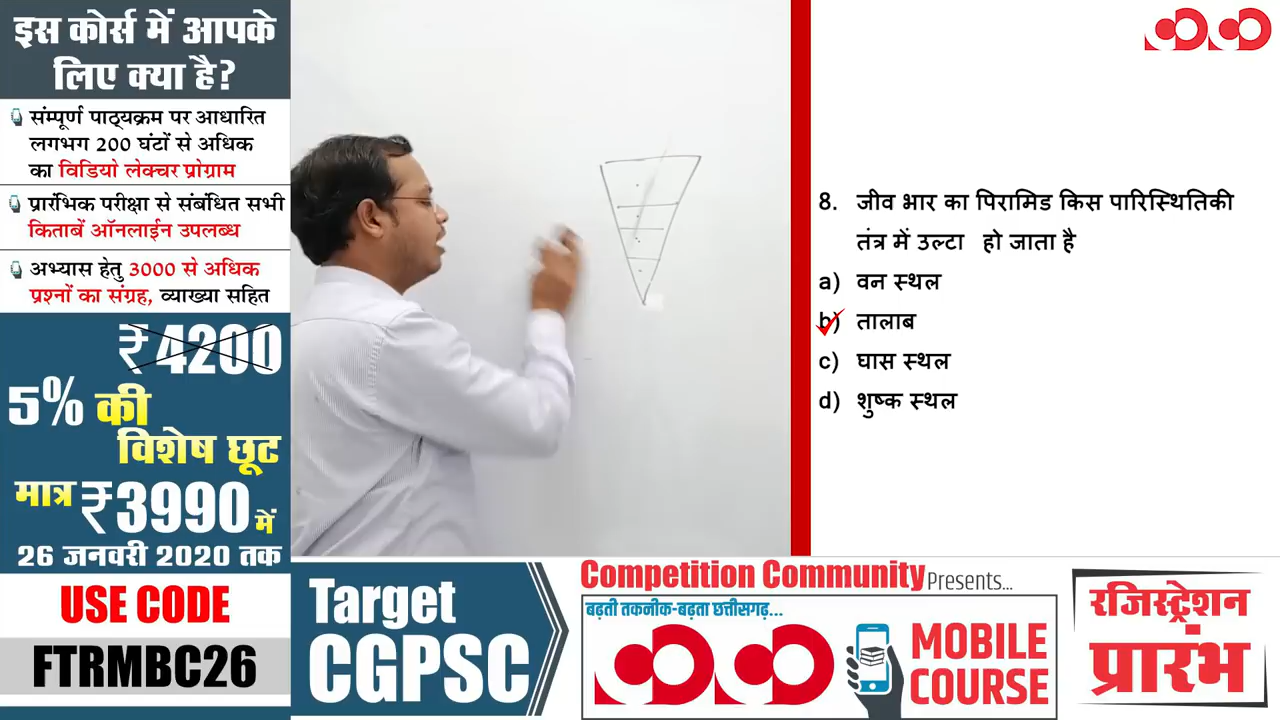 इस कोर्स में आपके
लिए क्या है?
संम्पूर्ण पाठ्यक्रम पर आधारित
लगभग 200 घंटों से अधिक
का विडियो लेक्चर प्रोग्राम
प्रारंभिक परीक्षा से संबंधित सभी
किताबें ऑनलाईन उपलब्ध
अभ्यास हेतु 3000 से अधिक
प्रश्नों का संग्रह, व्याख्या सहित
₹4200
5% की
विशेष छूट
मात्र ₹3990 में
26 जनवरी 2020 तक
USE CODE
FTRMBC26
8. जीव भार का पिरामिड किस पारिस्थितिकी
तंत्र में उल्टा हो जाता है
a) वन स्थल
b) तालाब
c) घास स्थल
d) शुष्क स्थल
Target
CGPSC
Competition Community Presents...
बढ़ती तकनीक-बढ़ता छत्तीसगढ़...
MOBILE
COURSE
रजिस्ट्रेशन
प्रारंभ